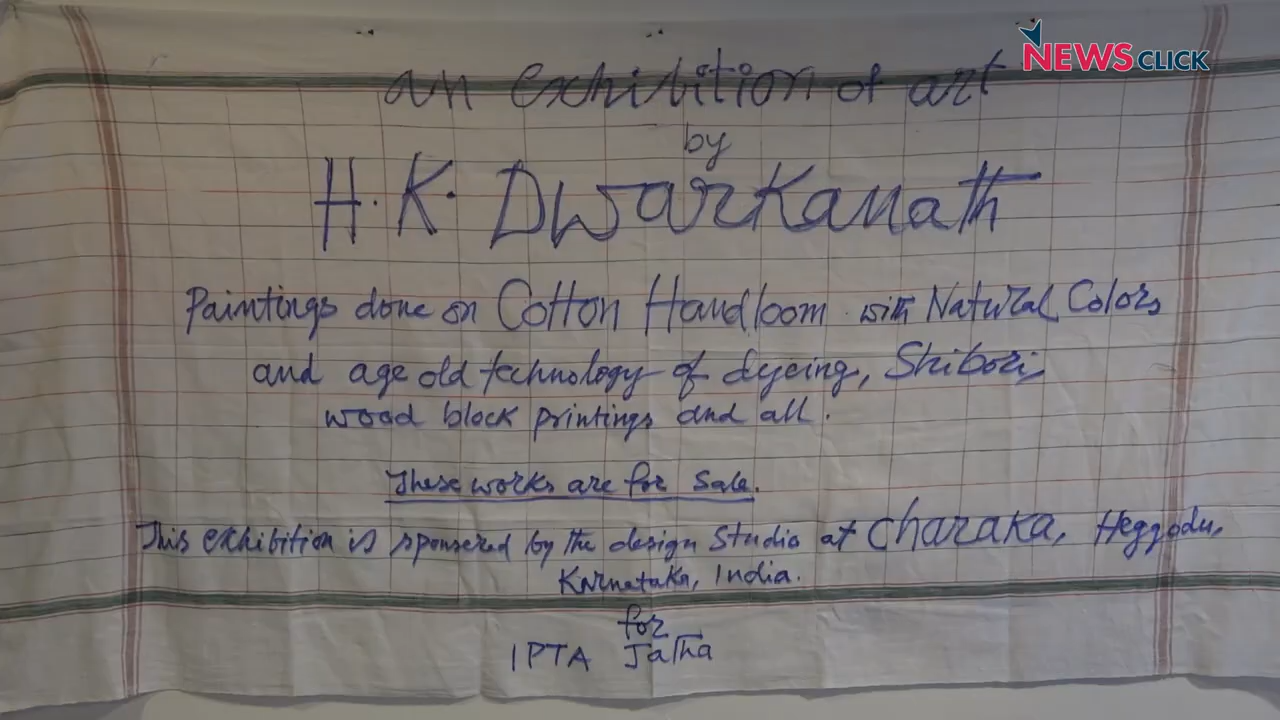 NEWSCLICK
an exhibition of art
by
H. K. Dwarkanath
Paintings done on Cotton Handloom with Natural Colors
and age old technology of dyeing, Shibori,
wood block printings and all.
These works are for Sale.
This exhibition is sponsered by the design Studio at Charaka, Heggodu,
Karnataka, India.
for
IPTA Jatha